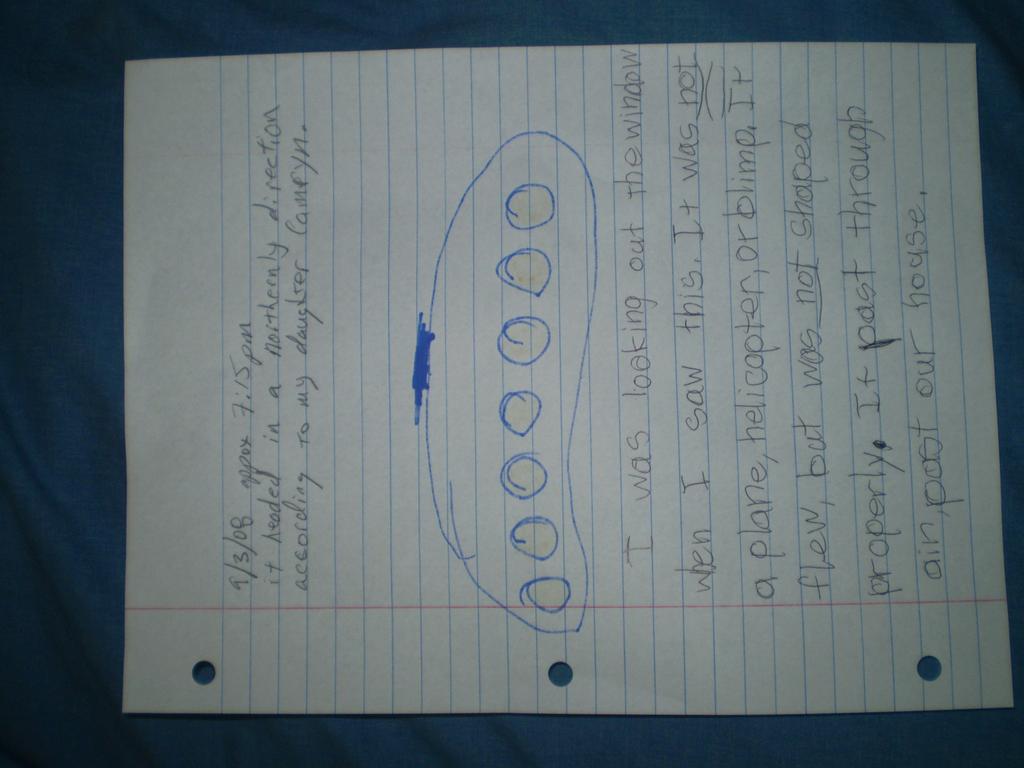 9/3/08 approx 7:15 pm
it headed in a Northernly direction
according to my daughter Camryn.
I was looking out the window
when I saw this. It was not
a plane, helicopter, or blimp. It
flew, but was not shaped
properly. It past through
air, past our house.